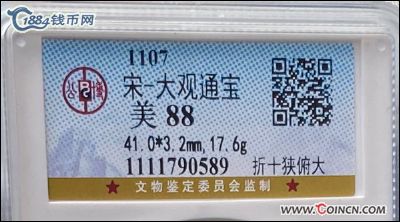 1884钱币网
1107
宋-大观通宝
公博
美 88
41.0*3.2mm,17.6g
1111790589 折十狭俯大
★ 文物鉴定委员会监制 ★
www.COINCN.com